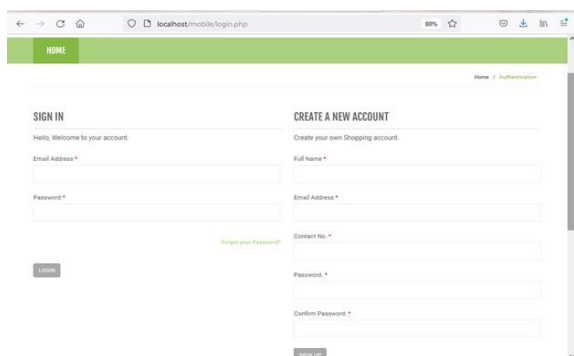 localhost/mobile/login.php
80%
HOME
Home / Authentication
SIGN IN
Hello, Welcome to your account.
Email Address *
Password *
Forgot your Password?
LOGIN
CREATE A NEW ACCOUNT
Create your own Shopping account.
Full Name *
Email Address *
Contact No. *
Password. *
Confirm Password. *
SIGN UP